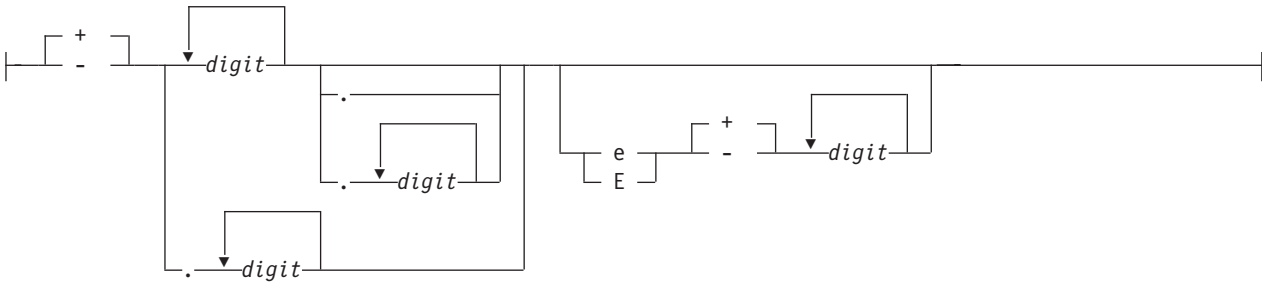 +
- digit
.
+
e - digit
. digit E
. digit